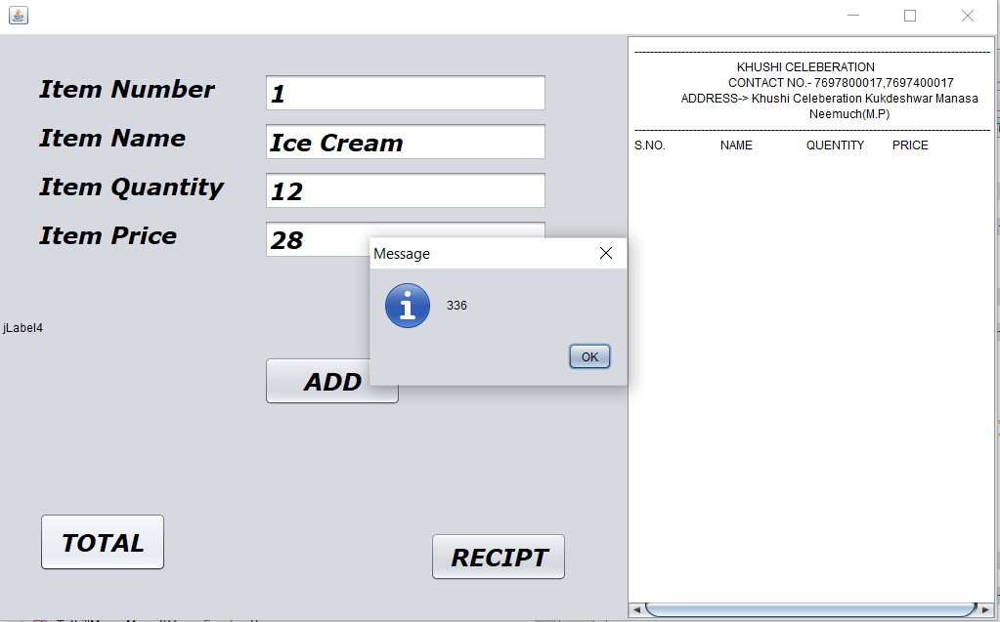 Item Number
1
Item Name
Ice Cream
Item Quantity
12
Item Price
28
Message
336
OK
jLabel4
ADD
TOTAL
RECIPT
KHUSHI CELEBERATION
CONTACT NO.- 7697800017,7697400017
ADDRESS-> Khushi Celeberation Kukdeshwar Manasa
Neemuch(M.P)
S.NO. NAME QUENTITY PRICE